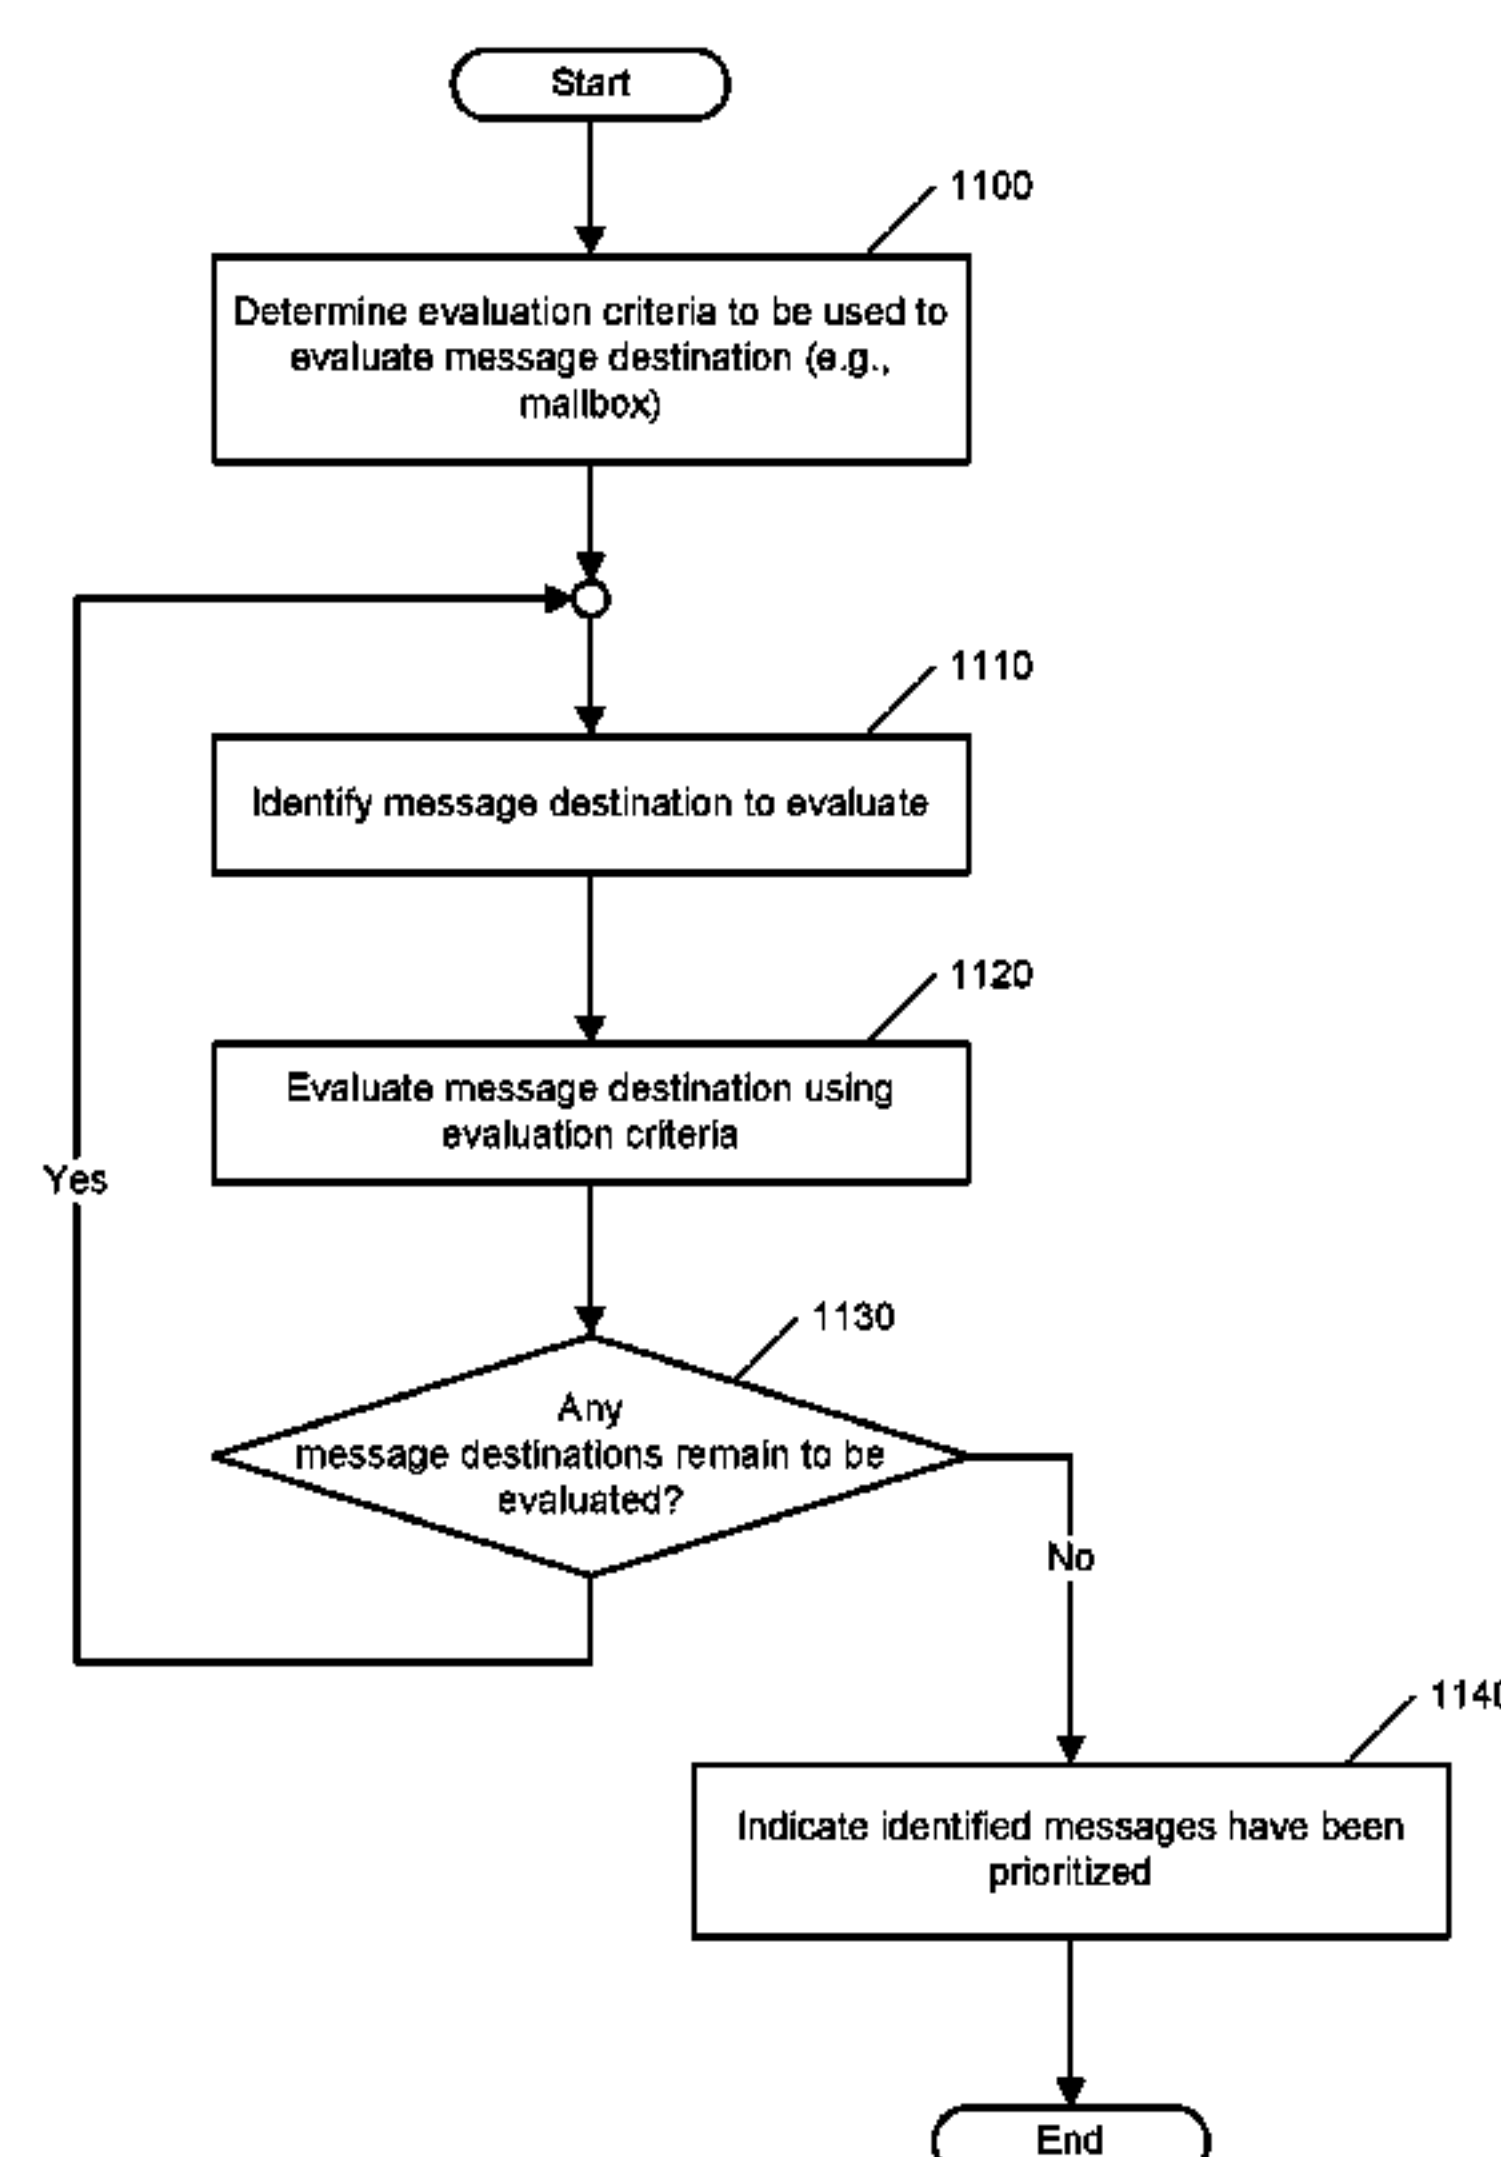 Start
1100
Determine evaluation criteria to be used to
evaluate message destination (e.g.,
mailbox)
1110
Identify message destination to evaluate
1120
Evaluate message destination using
evaluation criteria
Yes
1130
Any
message destinations remain to be
evaluated?
No
1140
Indicate identified messages have been
prioritized
End